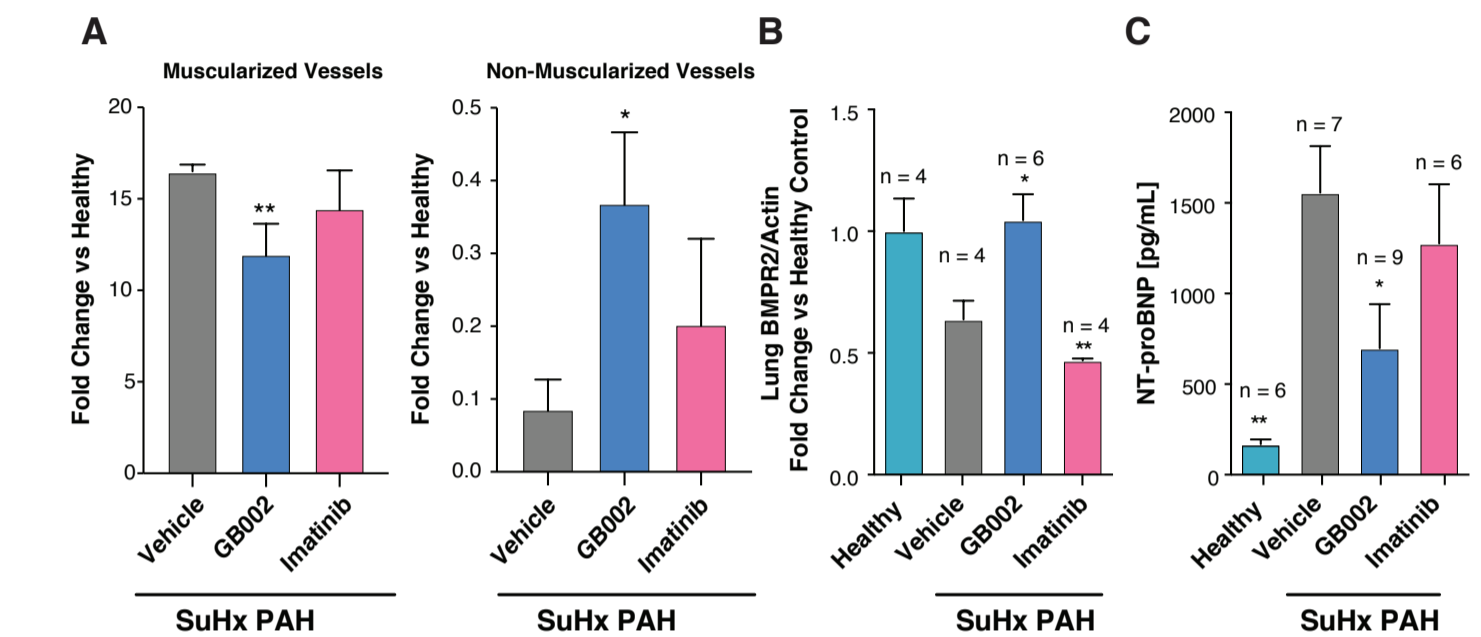 A
B
C
Muscularized Vessels
Fold Change vs Healthy
20
15
10
5
0
**
Vehicle
GB002
Imatinib
SuHx PAH
Non-Muscularized Vessels
Fold Change vs Healthy
0.5
0.4
0.3
0.2
0.1
0.0
*
Vehicle
GB002
Imatinib
SuHx PAH
Lung BMPR2/Actin
Fold Change vs Healthy Control
1.5
1.0
0.5
0.0
n = 4
n = 4
n = 6
*
n = 4
**
Healthy
Vehicle
GB002
Imatinib
SuHx PAH
NT-proBNP [pg/mL]
2000
1500
1000
500
0
n = 6
**
n = 7
n = 9
*
n = 6
Healthy
Vehicle
GB002
Imatinib
SuHx PAH